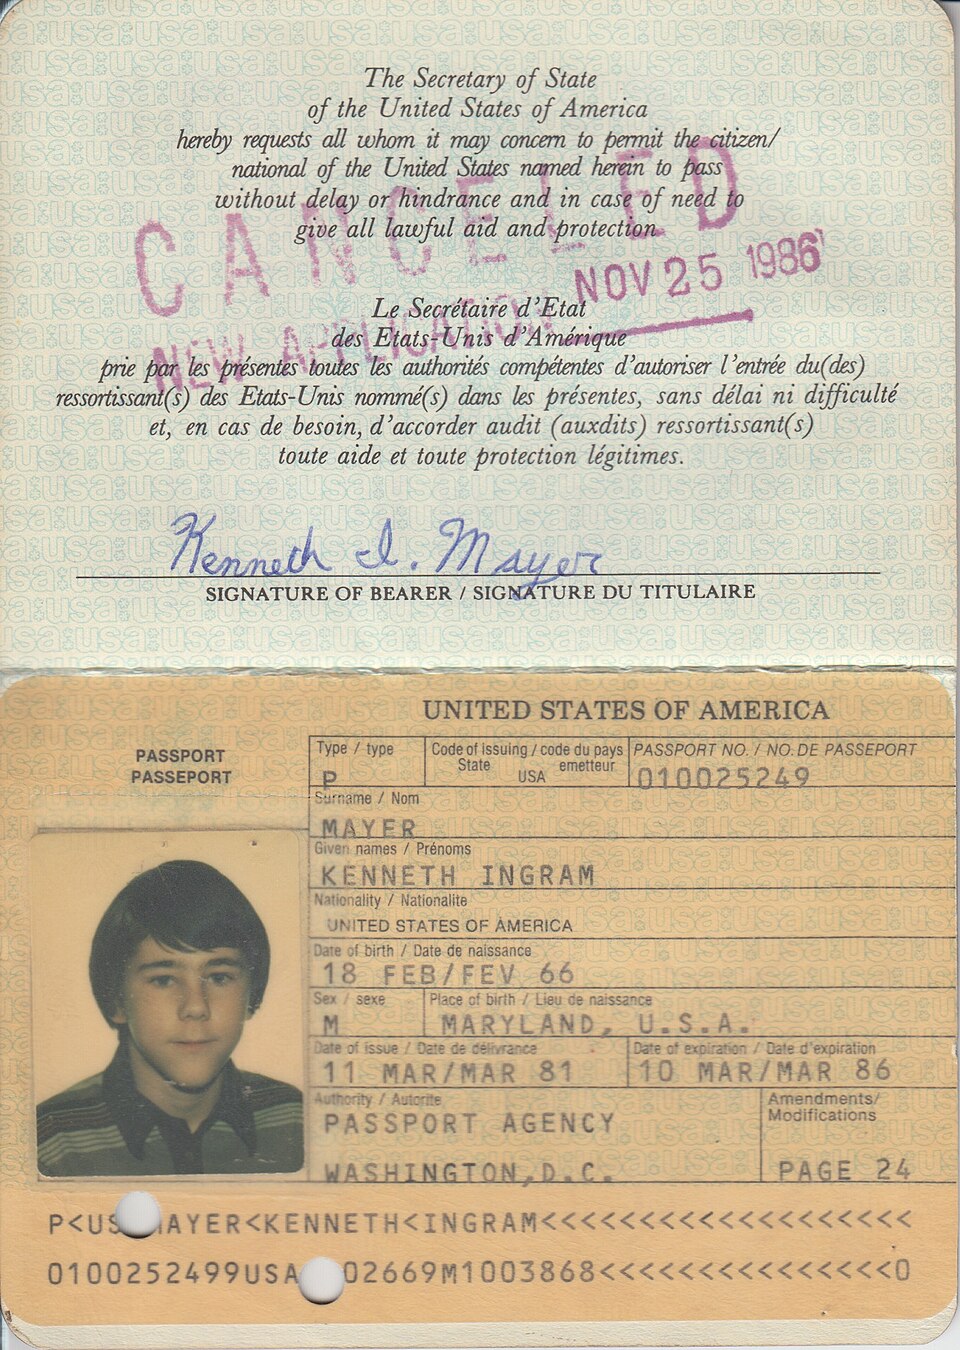 The Secretary of State
of the United States of America
hereby requests all whom it may concern to permit the citizen/
national of the United States named herein to pass
without delay or hindrance and in case of need to
give all lawful aid and protection.
CANCELED
NOV 25 1986
NEW APPLICATION
Le Secrétaire d'Etat
des Etats-Unis d'Amérique
prie par les présentes toutes les authorités compétentes d'autoriser l'entrée du(des)
ressortissant(s) des Etats-Unis nommé(s) dans les présentes, sans délai ni difficulté
et, en cas de besoin, d'accorder audit (auxdits) ressortissant(s)
toute aide et toute protection légitimes.
Kenneth I. Mayer
SIGNATURE OF BEARER / SIGNATURE DU TITULAIRE
UNITED STATES OF AMERICA
PASSPORT
PASSEPORT
Type / type
P
Code of issuing / code du pays
State USA emetteur
PASSPORT NO. / NO. DE PASSEPORT
010025249
Surname / Nom
MAYER
Given names / Prénoms
KENNETH INGRAM
Nationality / Nationalite
UNITED STATES OF AMERICA
Date of birth / Date de naissance
18 FEB/FEV 66
Sex / sexe
M
Place of birth / Lieu de naissance
MARYLAND, U.S.A.
Date of issue / Date de délivrance
11 MAR/MAR 81
Date of expiration / Date d'expiration
10 MAR/MAR 86
Authority / Autorite
PASSPORT AGENCY
WASHINGTON,D.C.
Amendments/
Modifications
PAGE 24
P<US AYER<KENNETH<INGRAM<<<<<<<<<<<<<<<<<<<
0100252499USA 02669M1003868<<<<<<<<<<<<<<<0